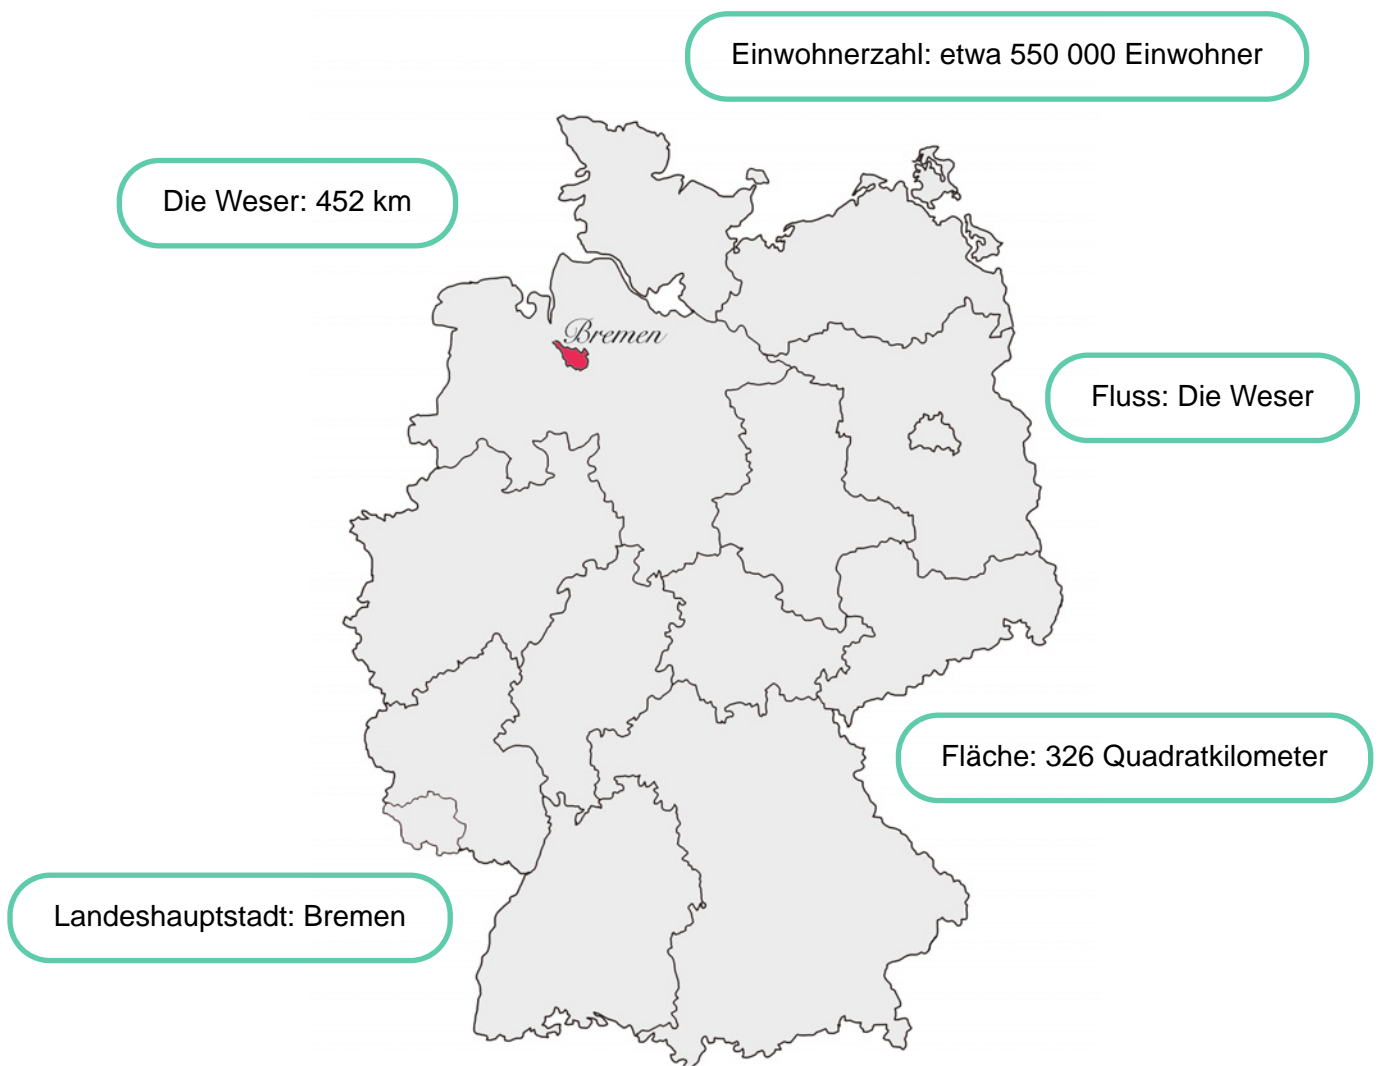 Einwohnerzahl: etwa 550 000 Einwohner
Die Weser: 452 km
Bremen
Fluss: Die Weser
Fläche: 326 Quadratkilometer
Landeshauptstadt: Bremen